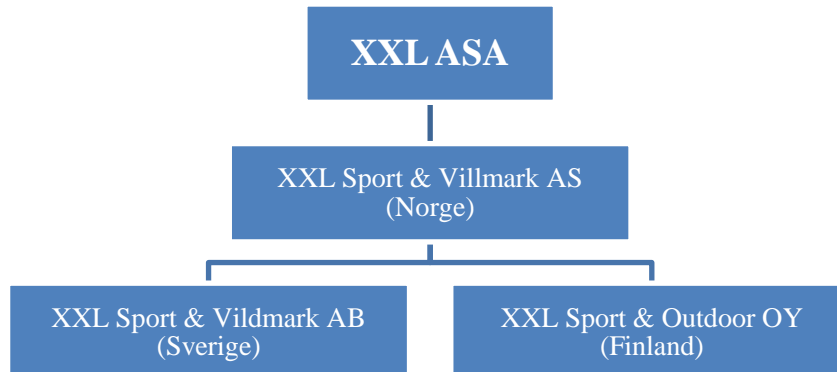 XXL ASA
XXL Sport & Villmark AS
(Norge)
XXL Sport & Vildmark AB
(Sverige)
XXL Sport & Outdoor OY
(Finland)